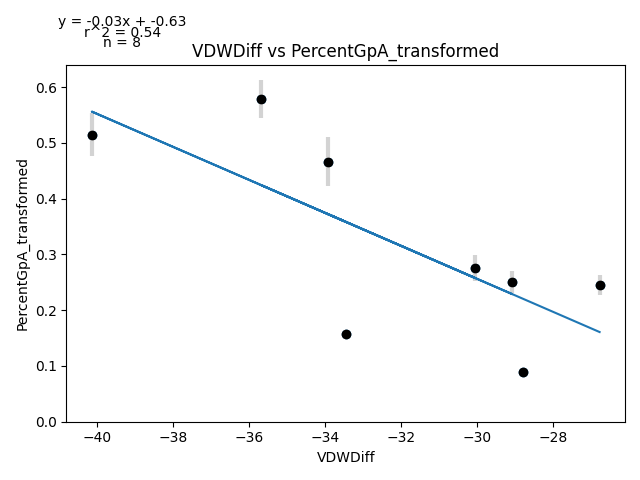 y = -0.03x + -0.63
r^2 = 0.54
n = 8
VDWDiff vs PercentGpA_transformed
PercentGpA_transformed
0.6
0.5
0.4
0.3
0.2
0.1
0.0
−40
−38
−36
−34
−32
−30
−28
VDWDiff